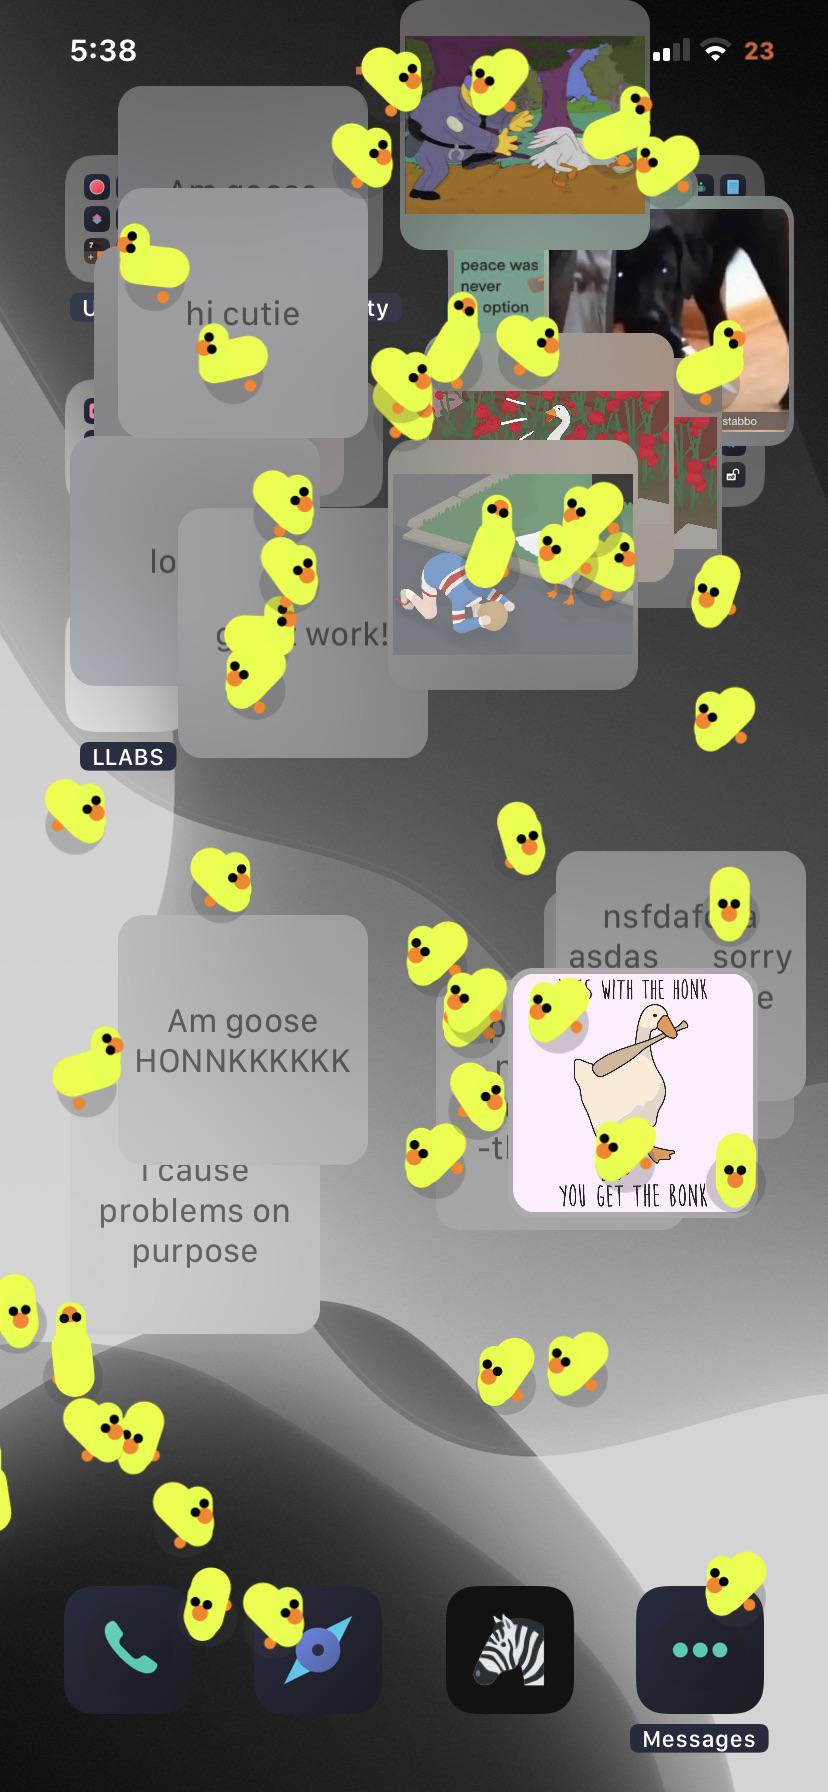 5:38
23
Am goose
peace was
never
option
U
ty
hi cutie
stabbo
lo
work!
LLABS
asdas
sorry
WITH THE HONK
Am goose
HONNKKKKKK
YOU GET THE BONK
I cause
problems on
purpose
Messages